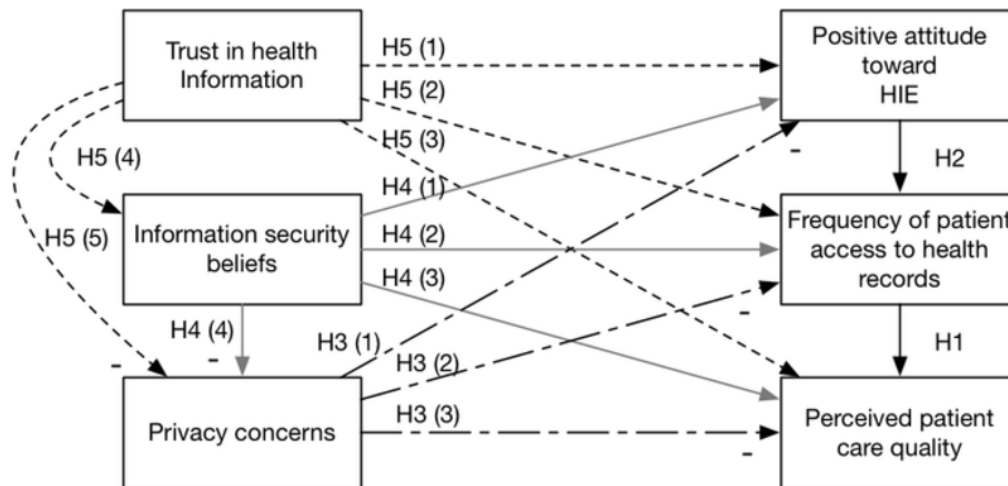 Trust in health
Information
H5 (1)
H5 (2)
H5 (3)
Positive attitude
toward
HIE
-
H2
H5 (4)
H5 (5)
Information security
beliefs
H4 (1)
H4 (2)
H4 (3)
Frequency of patient
access to health
records
-
H4 (4)
-
-
H3 (1)
H3 (2)
H3 (3)
H1
Privacy concerns
-
Perceived patient
care quality